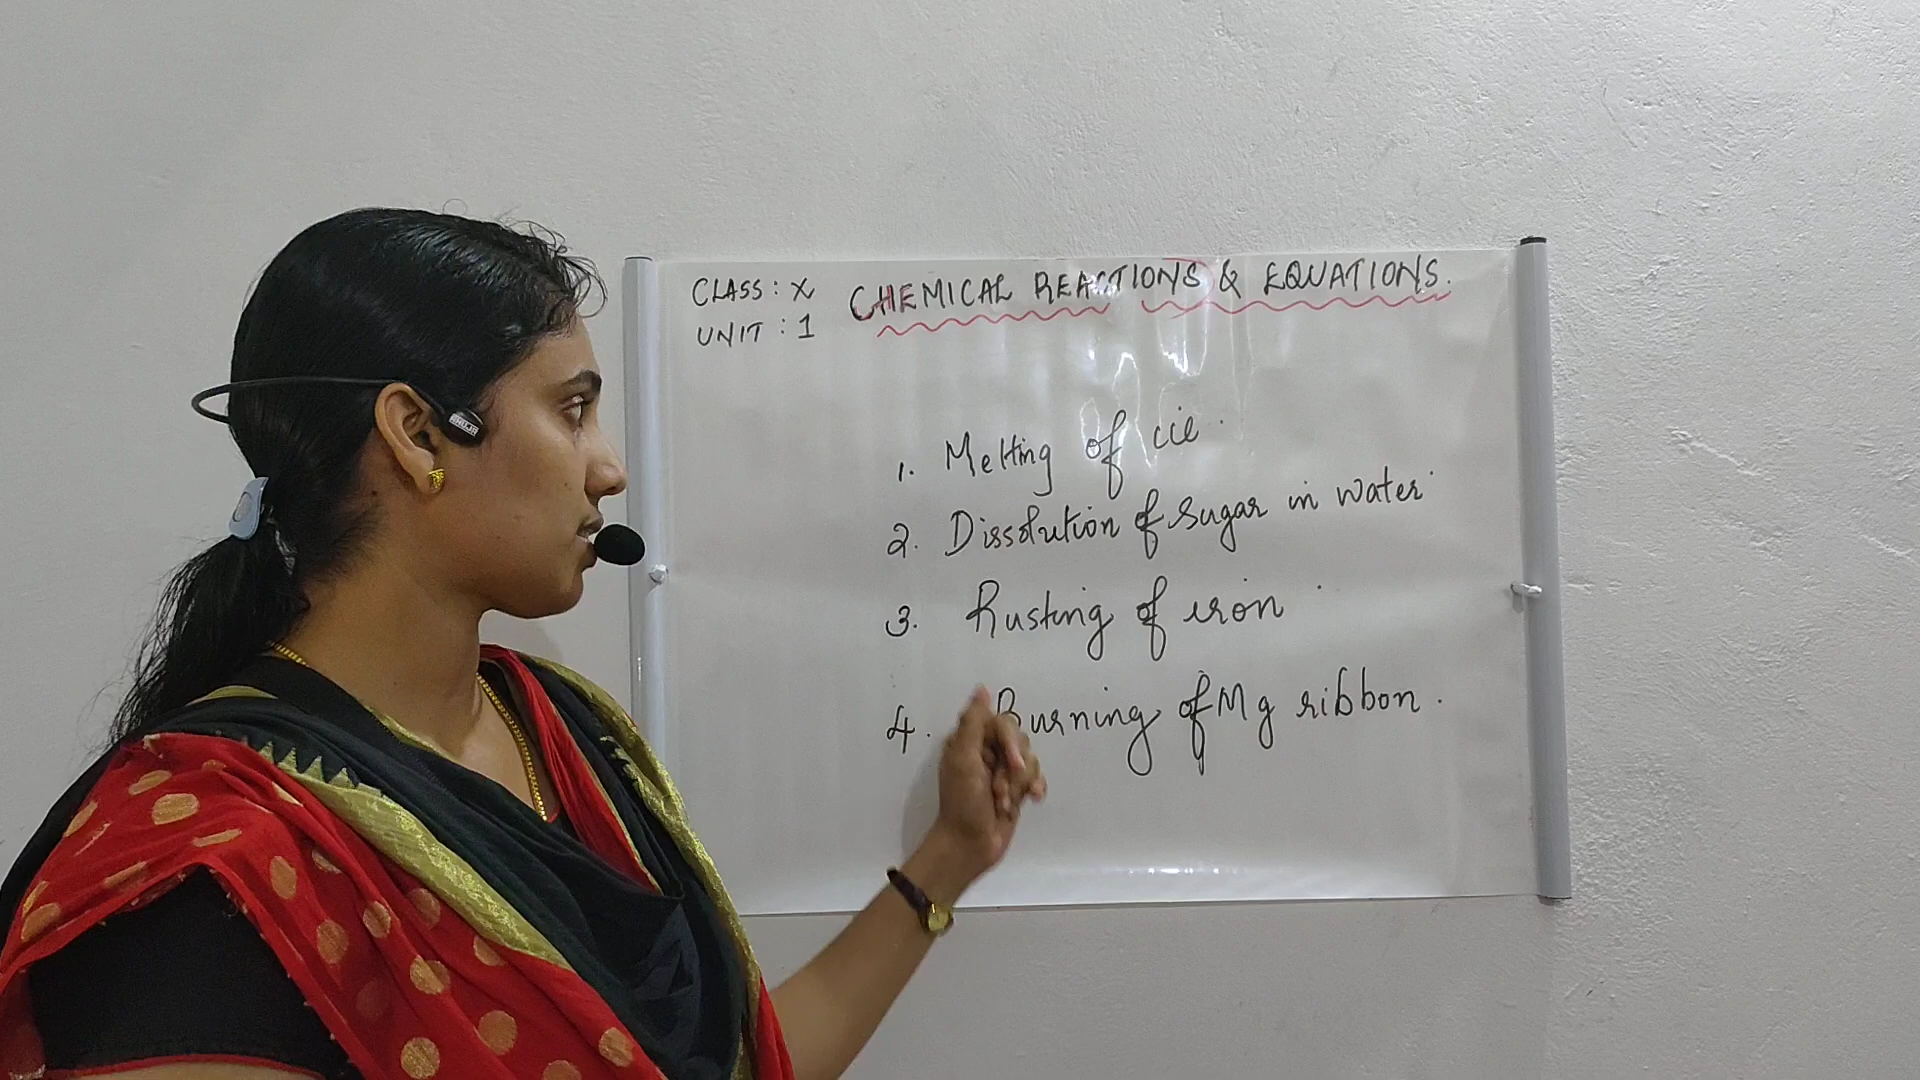 CLASS : X CHEMICAL REACTIONS & EQUATIONS.
UNIT : 1
1. Melting of ice.
2. Dissolution of sugar in water.
3. Rusting of iron.
4. Burning of Mg ribbon.
AHUJA